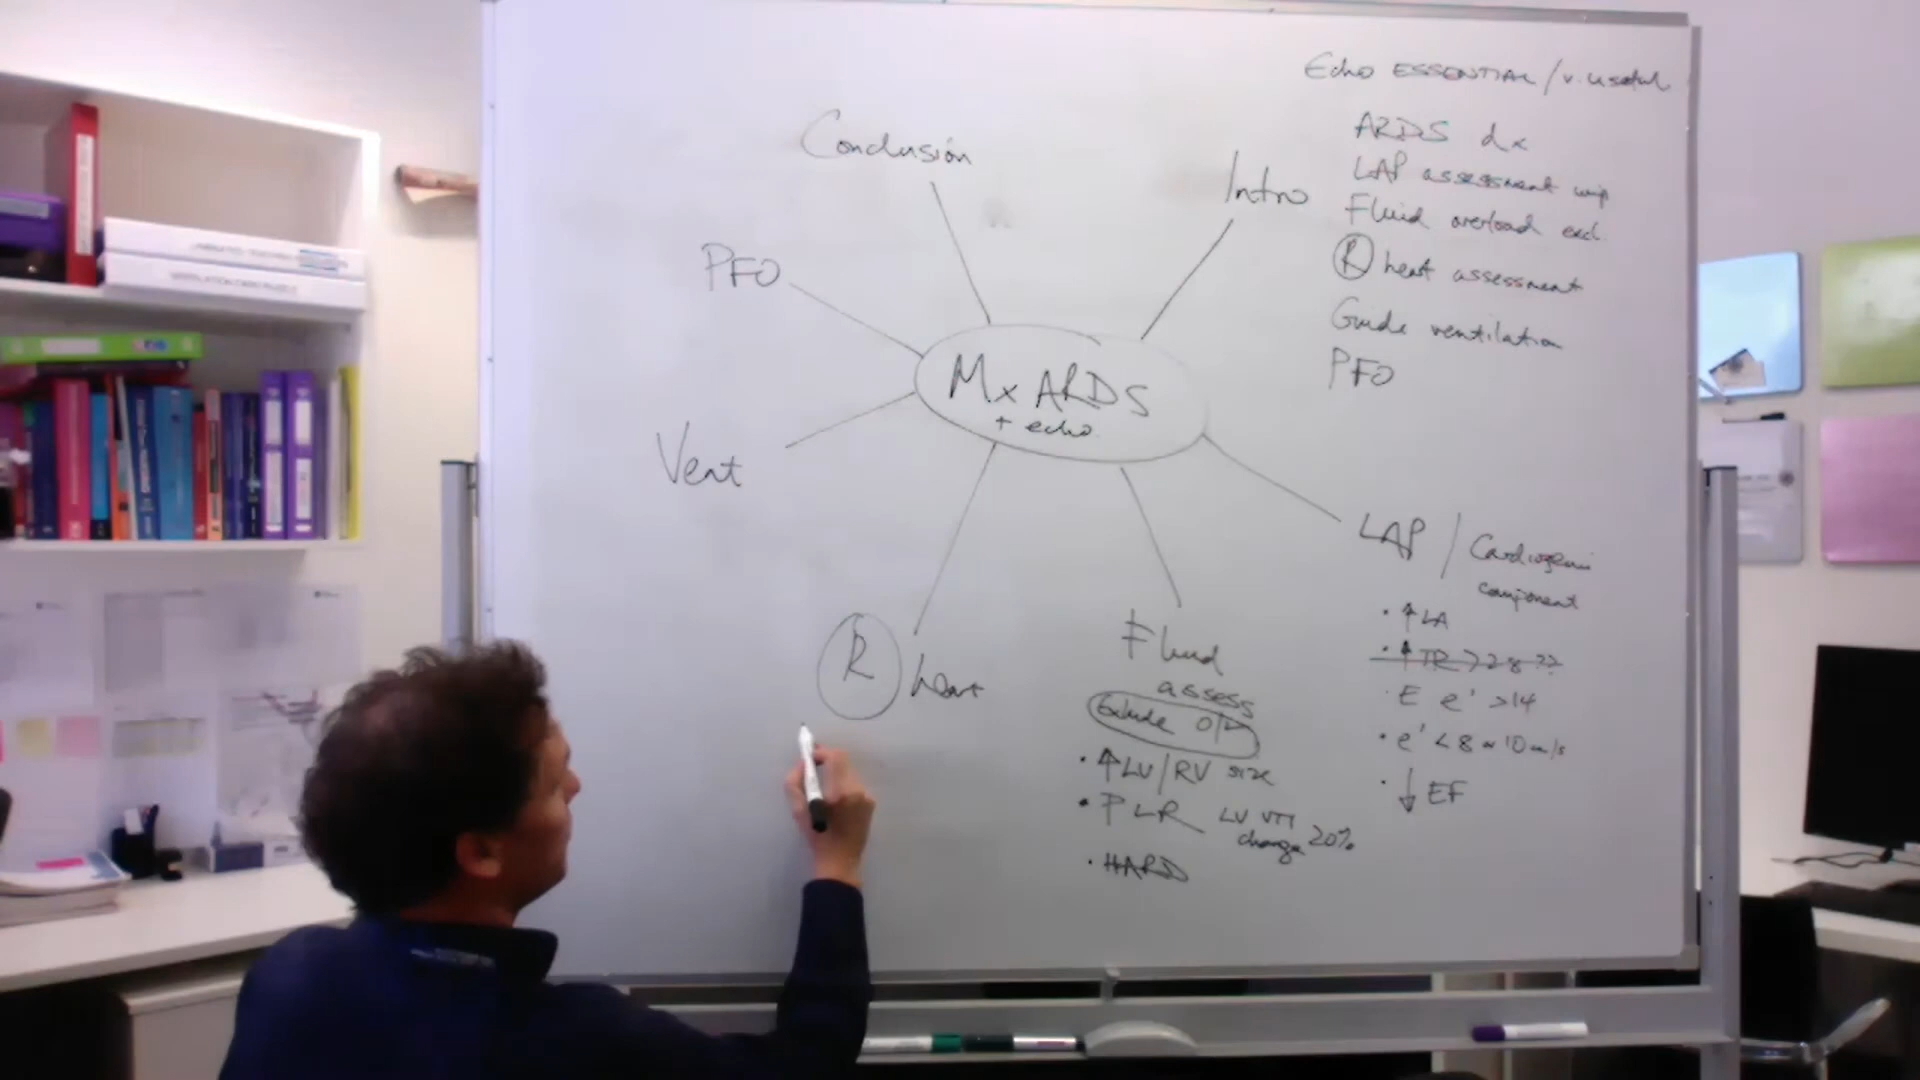 Echo ESSENTIAL / v. useful
ARDS dx
LAP assessment
Fluid overload excl.
R heart assessment
Guide ventilation
PFO
Intro
Conclusion
PFO
Mx ARDS
+ echo
Vent
R heart
Fluid
assess
Exclude O/L
• ↑ LV/RV size
• PLR LV VTI
change 20%
• HARD
LAP / Cardiogenic
component
• ↑ LA
• ↑ TR > 2.8 ??
• E e' > 14
• e' < 8 or 10 m/s
• ↓ EF